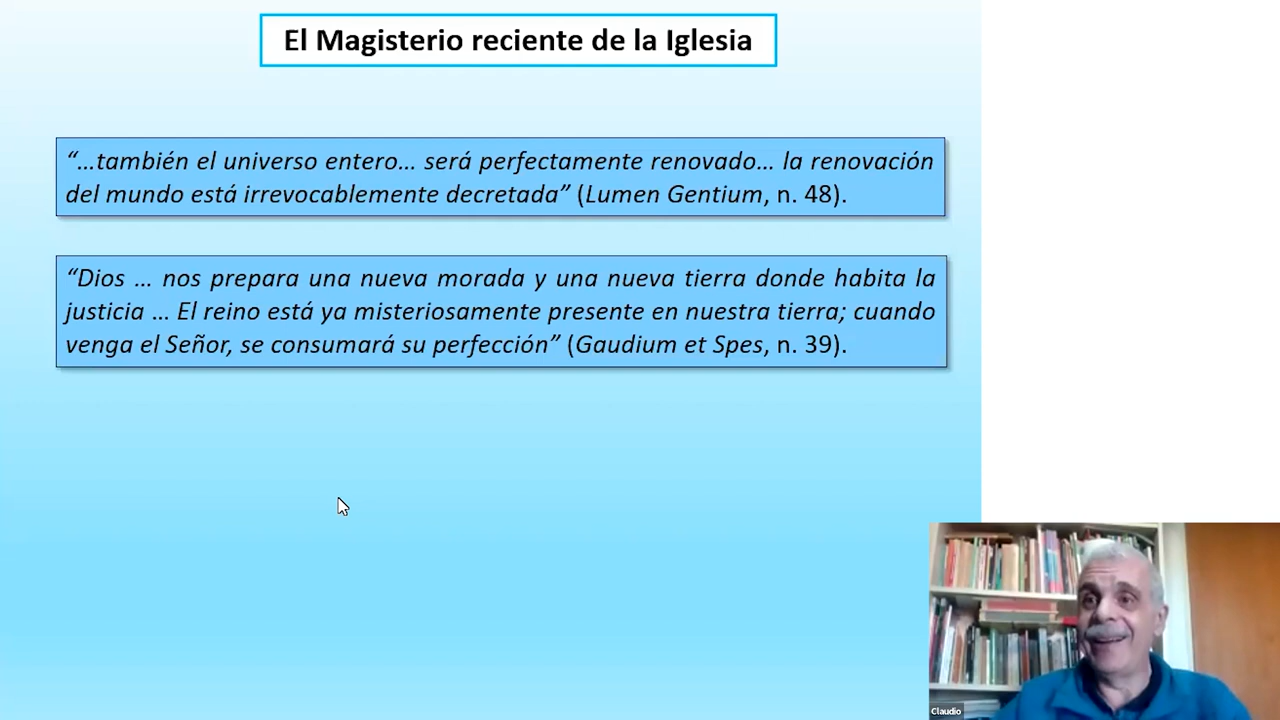 El Magisterio reciente de la Iglesia
“…también el universo entero… será perfectamente renovado… la renovación
del mundo está irrevocablemente decretada” (Lumen Gentium, n. 48).
“Dios … nos prepara una nueva morada y una nueva tierra donde habita la
justicia … El reino está ya misteriosamente presente en nuestra tierra; cuando
venga el Señor, se consumará su perfección” (Gaudium et Spes, n. 39).
Claudio